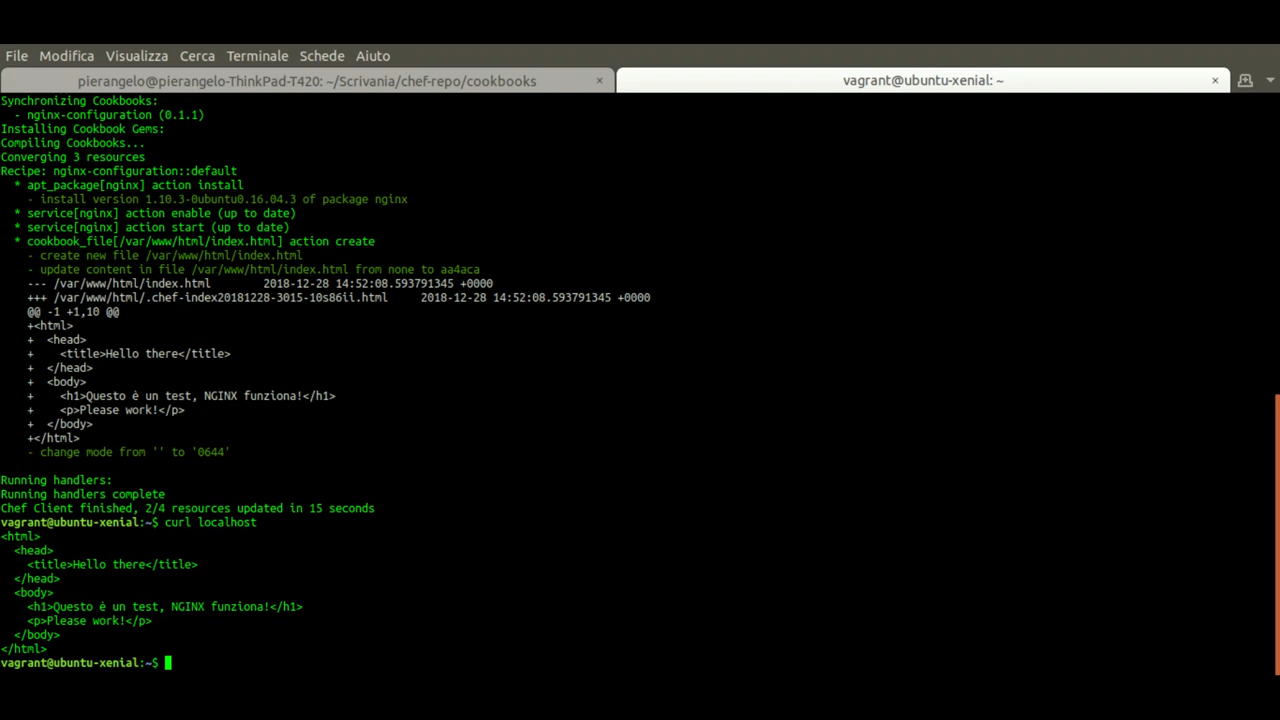 File Modifica Visualizza Cerca Terminale Schede Aiuto
pierangelo@pierangelo-ThinkPad-T420: ~/Scrivania/chef-repo/cookbooks × vagrant@ubuntu-xenial: ~ ×
Synchronizing Cookbooks:
  - nginx-configuration (0.1.1)
Installing Cookbook Gems:
Compiling Cookbooks...
Converging 3 resources
Recipe: nginx-configuration::default
  * apt_package[nginx] action install
    - install version 1.10.3-0ubuntu0.16.04.3 of package nginx
  * service[nginx] action enable (up to date)
  * service[nginx] action start (up to date)
  * cookbook_file[/var/www/html/index.html] action create
    - create new file /var/www/html/index.html
    - update content in file /var/www/html/index.html from none to aa4aca
    --- /var/www/html/index.html        2018-12-28 14:52:08.593791345 +0000
    +++ /var/www/html/.chef-index20181228-3015-10s86ii.html     2018-12-28 14:52:08.593791345 +0000
    @@ -1 +1,10 @@
    +<html>
    +  <head>
    +    <title>Hello there</title>
    +  </head>
    +  <body>
    +    <h1>Questo è un test, NGINX funziona!</h1>
    +    <p>Please work!</p>
    +  </body>
    +</html>
    - change mode from '' to '0644'
Running handlers:
Running handlers complete
Chef Client finished, 2/4 resources updated in 15 seconds
vagrant@ubuntu-xenial:~$ curl localhost
<html>
  <head>
    <title>Hello there</title>
  </head>
  <body>
    <h1>Questo è un test, NGINX funziona!</h1>
    <p>Please work!</p>
  </body>
</html>
vagrant@ubuntu-xenial:~$